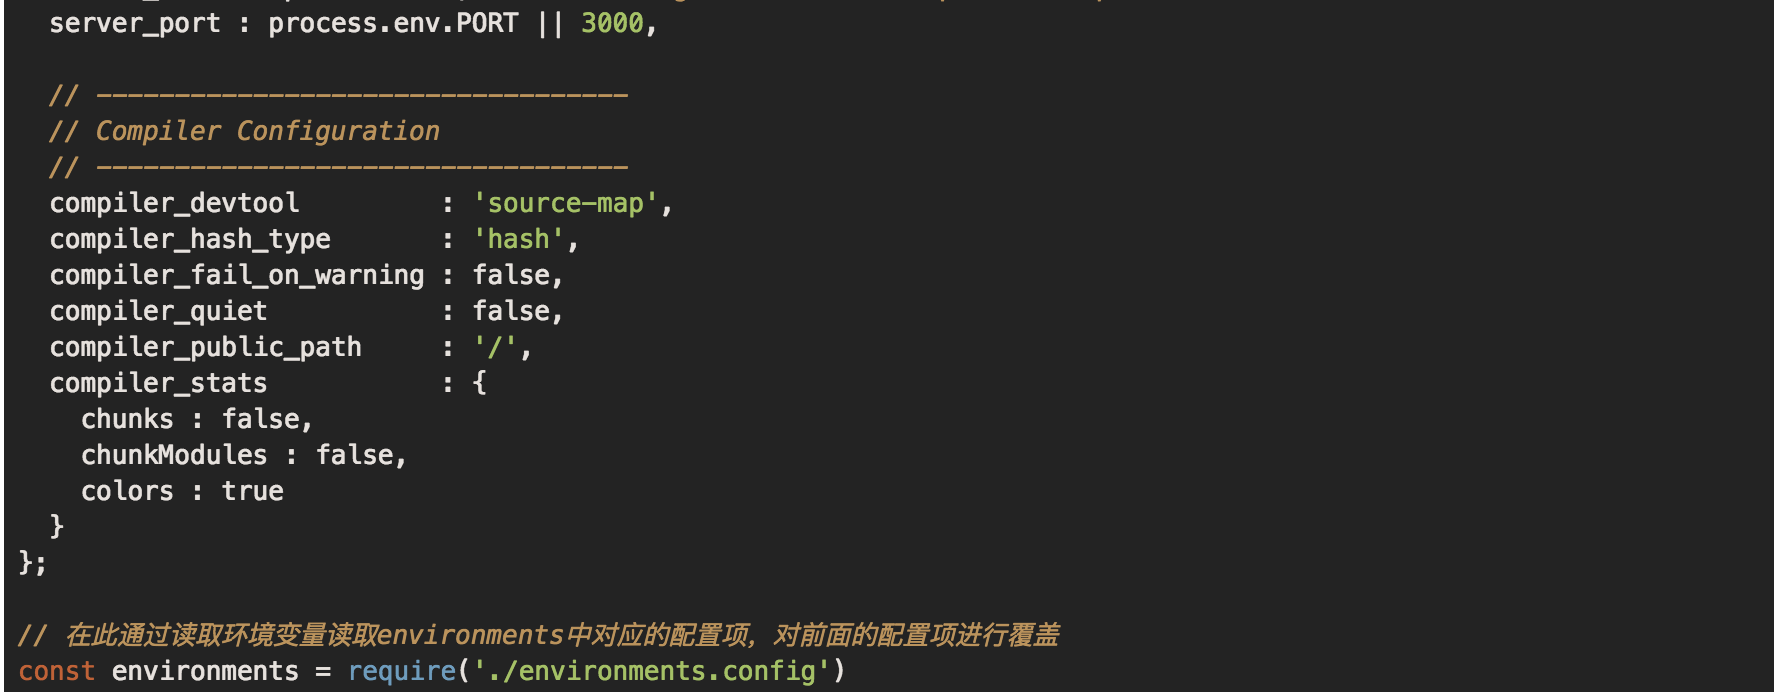 server_port : process.env.PORT || 3000,
// ----------------------------------
// Compiler Configuration
// ----------------------------------
compiler_devtool         : 'source-map',
compiler_hash_type       : 'hash',
compiler_fail_on_warning : false,
compiler_quiet           : false,
compiler_public_path     : '/',
compiler_stats           : {
chunks : false,
chunkModules : false,
colors : true
}
};
// 在此通过读取环境变量读取environments中对应的配置项，对前面的配置项进行覆盖
const environments = require('./environments.config')